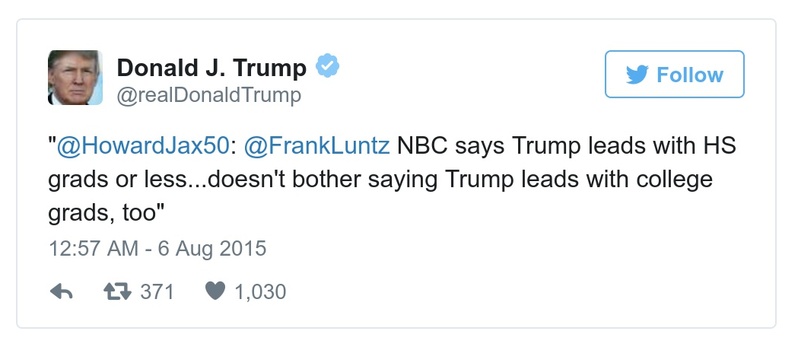 Donald J. Trump
@realDonaldTrump
Follow
"@HowardJax50: @FrankLuntz NBC says Trump leads with HS
grads or less...doesn't bother saying Trump leads with college
grads, too"
12:57 AM - 6 Aug 2015
371 1,030